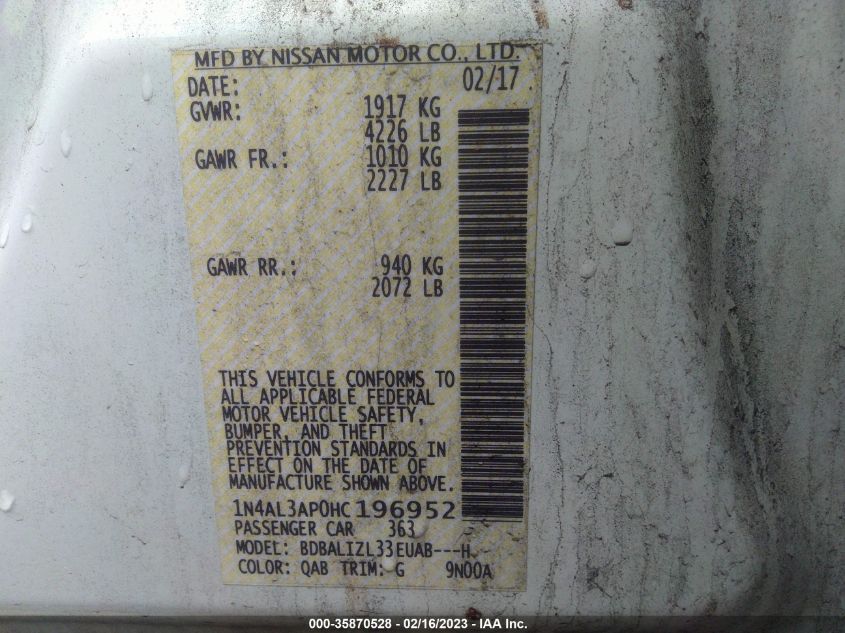 MFD BY NISSAN MOTOR CO., LTD.
DATE: 02/17
GVWR: 1917 KG
4226 LB
GAWR FR.: 1010 KG
2227 LB
GAWR RR.: 940 KG
2072 LB
THIS VEHICLE CONFORMS TO
ALL APPLICABLE FEDERAL
MOTOR VEHICLE SAFETY,
BUMPER, AND THEFT
PREVENTION STANDARDS IN
EFFECT ON THE DATE OF
MANUFACTURE SHOWN ABOVE.
1N4AL3AP0HC196952
PASSENGER CAR 363
MODEL: BDBALIZL33EUAB---H
COLOR: QAB TRIM: G 9N00A
000-35870528 - 02/16/2023 - IAA Inc.